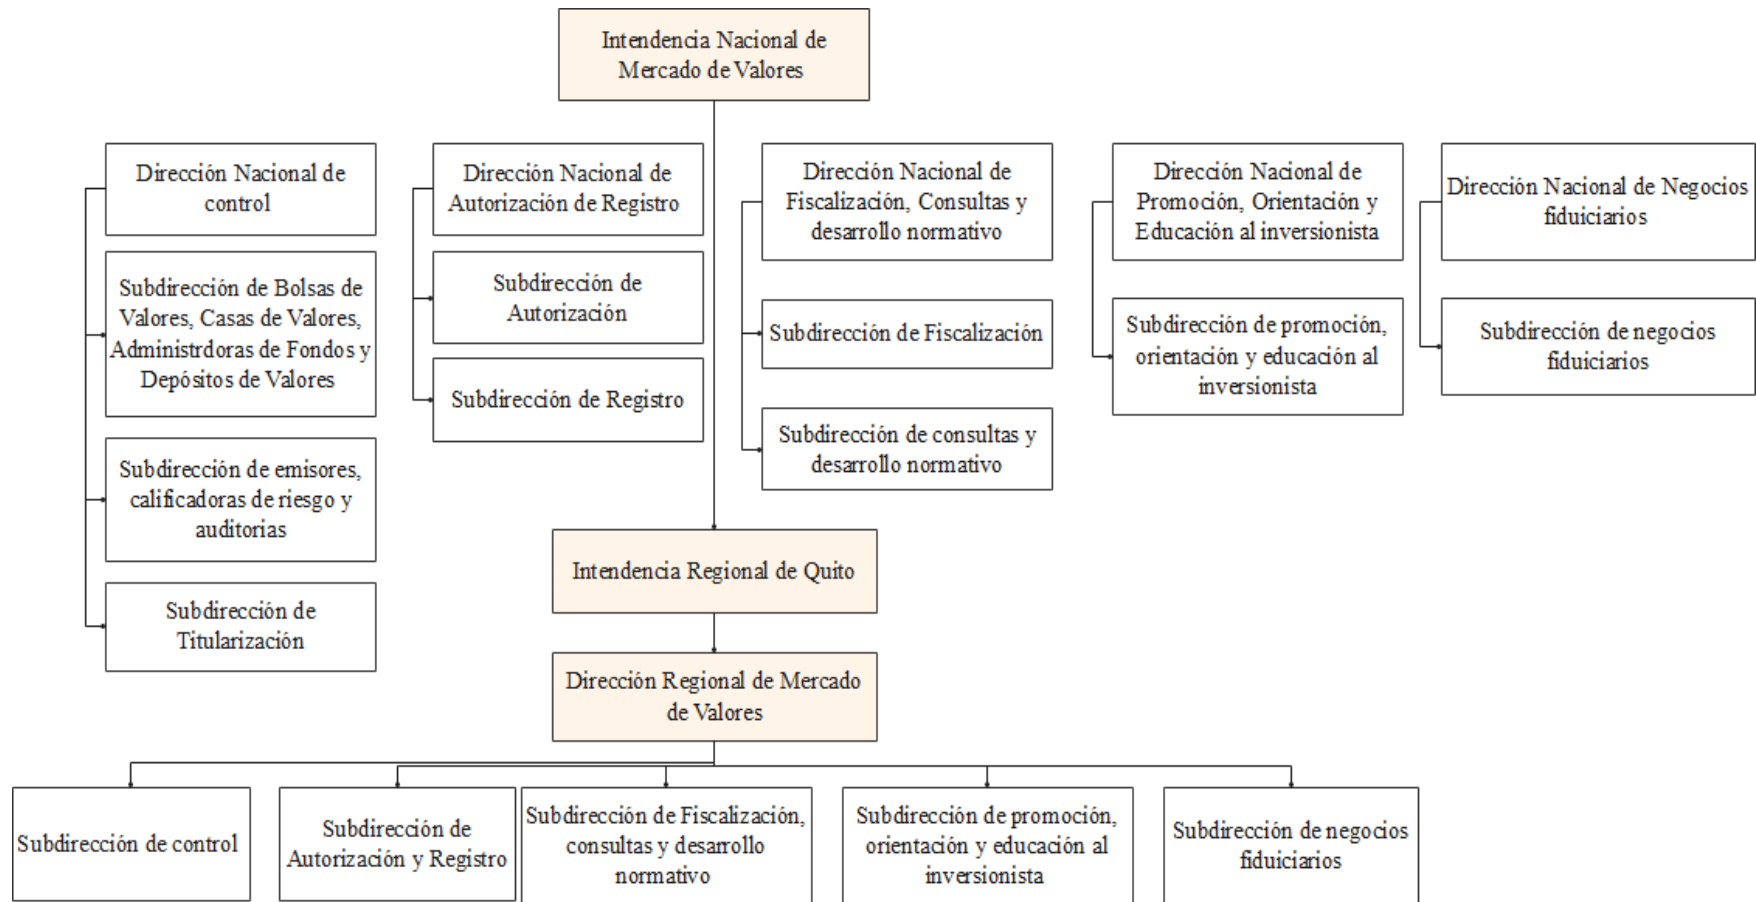 Intendencia Nacional de
Mercado de Valores
Dirección Nacional de
control
Dirección Nacional de
Autorización de Registro
Dirección Nacional de
Fiscalización, Consultas y
desarrollo normativo
Dirección Nacional de
Promoción, Orientación y
Educación al inversionista
Dirección Nacional de Negocios
fiduiciarios
Subdirección de Bolsas de
Valores, Casas de Valores,
Administrdoras de Fondos y
Depósitos de Valores
Subdirección de
Autorización
Subdirección de Fiscalización
Subdirección de promoción,
orientación y educación al
inversionista
Subdirección de negocios
fiduciarios
Subdirección de Registro
Subdirección de consultas y
desarrollo normativo
Subdirección de emisores,
calificadoras de riesgo y
auditorias
Subdirección de
Titularización
Intendencia Regional de Quito
Dirección Regional de Mercado
de Valores
Subdirección de control
Subdirección de
Autorización y Registro
Subdirección de Fiscalización,
consultas y desarrollo
normativo
Subdirección de promoción,
orientación y educación al
inversionista
Subdirección de negocios
fiduciarios